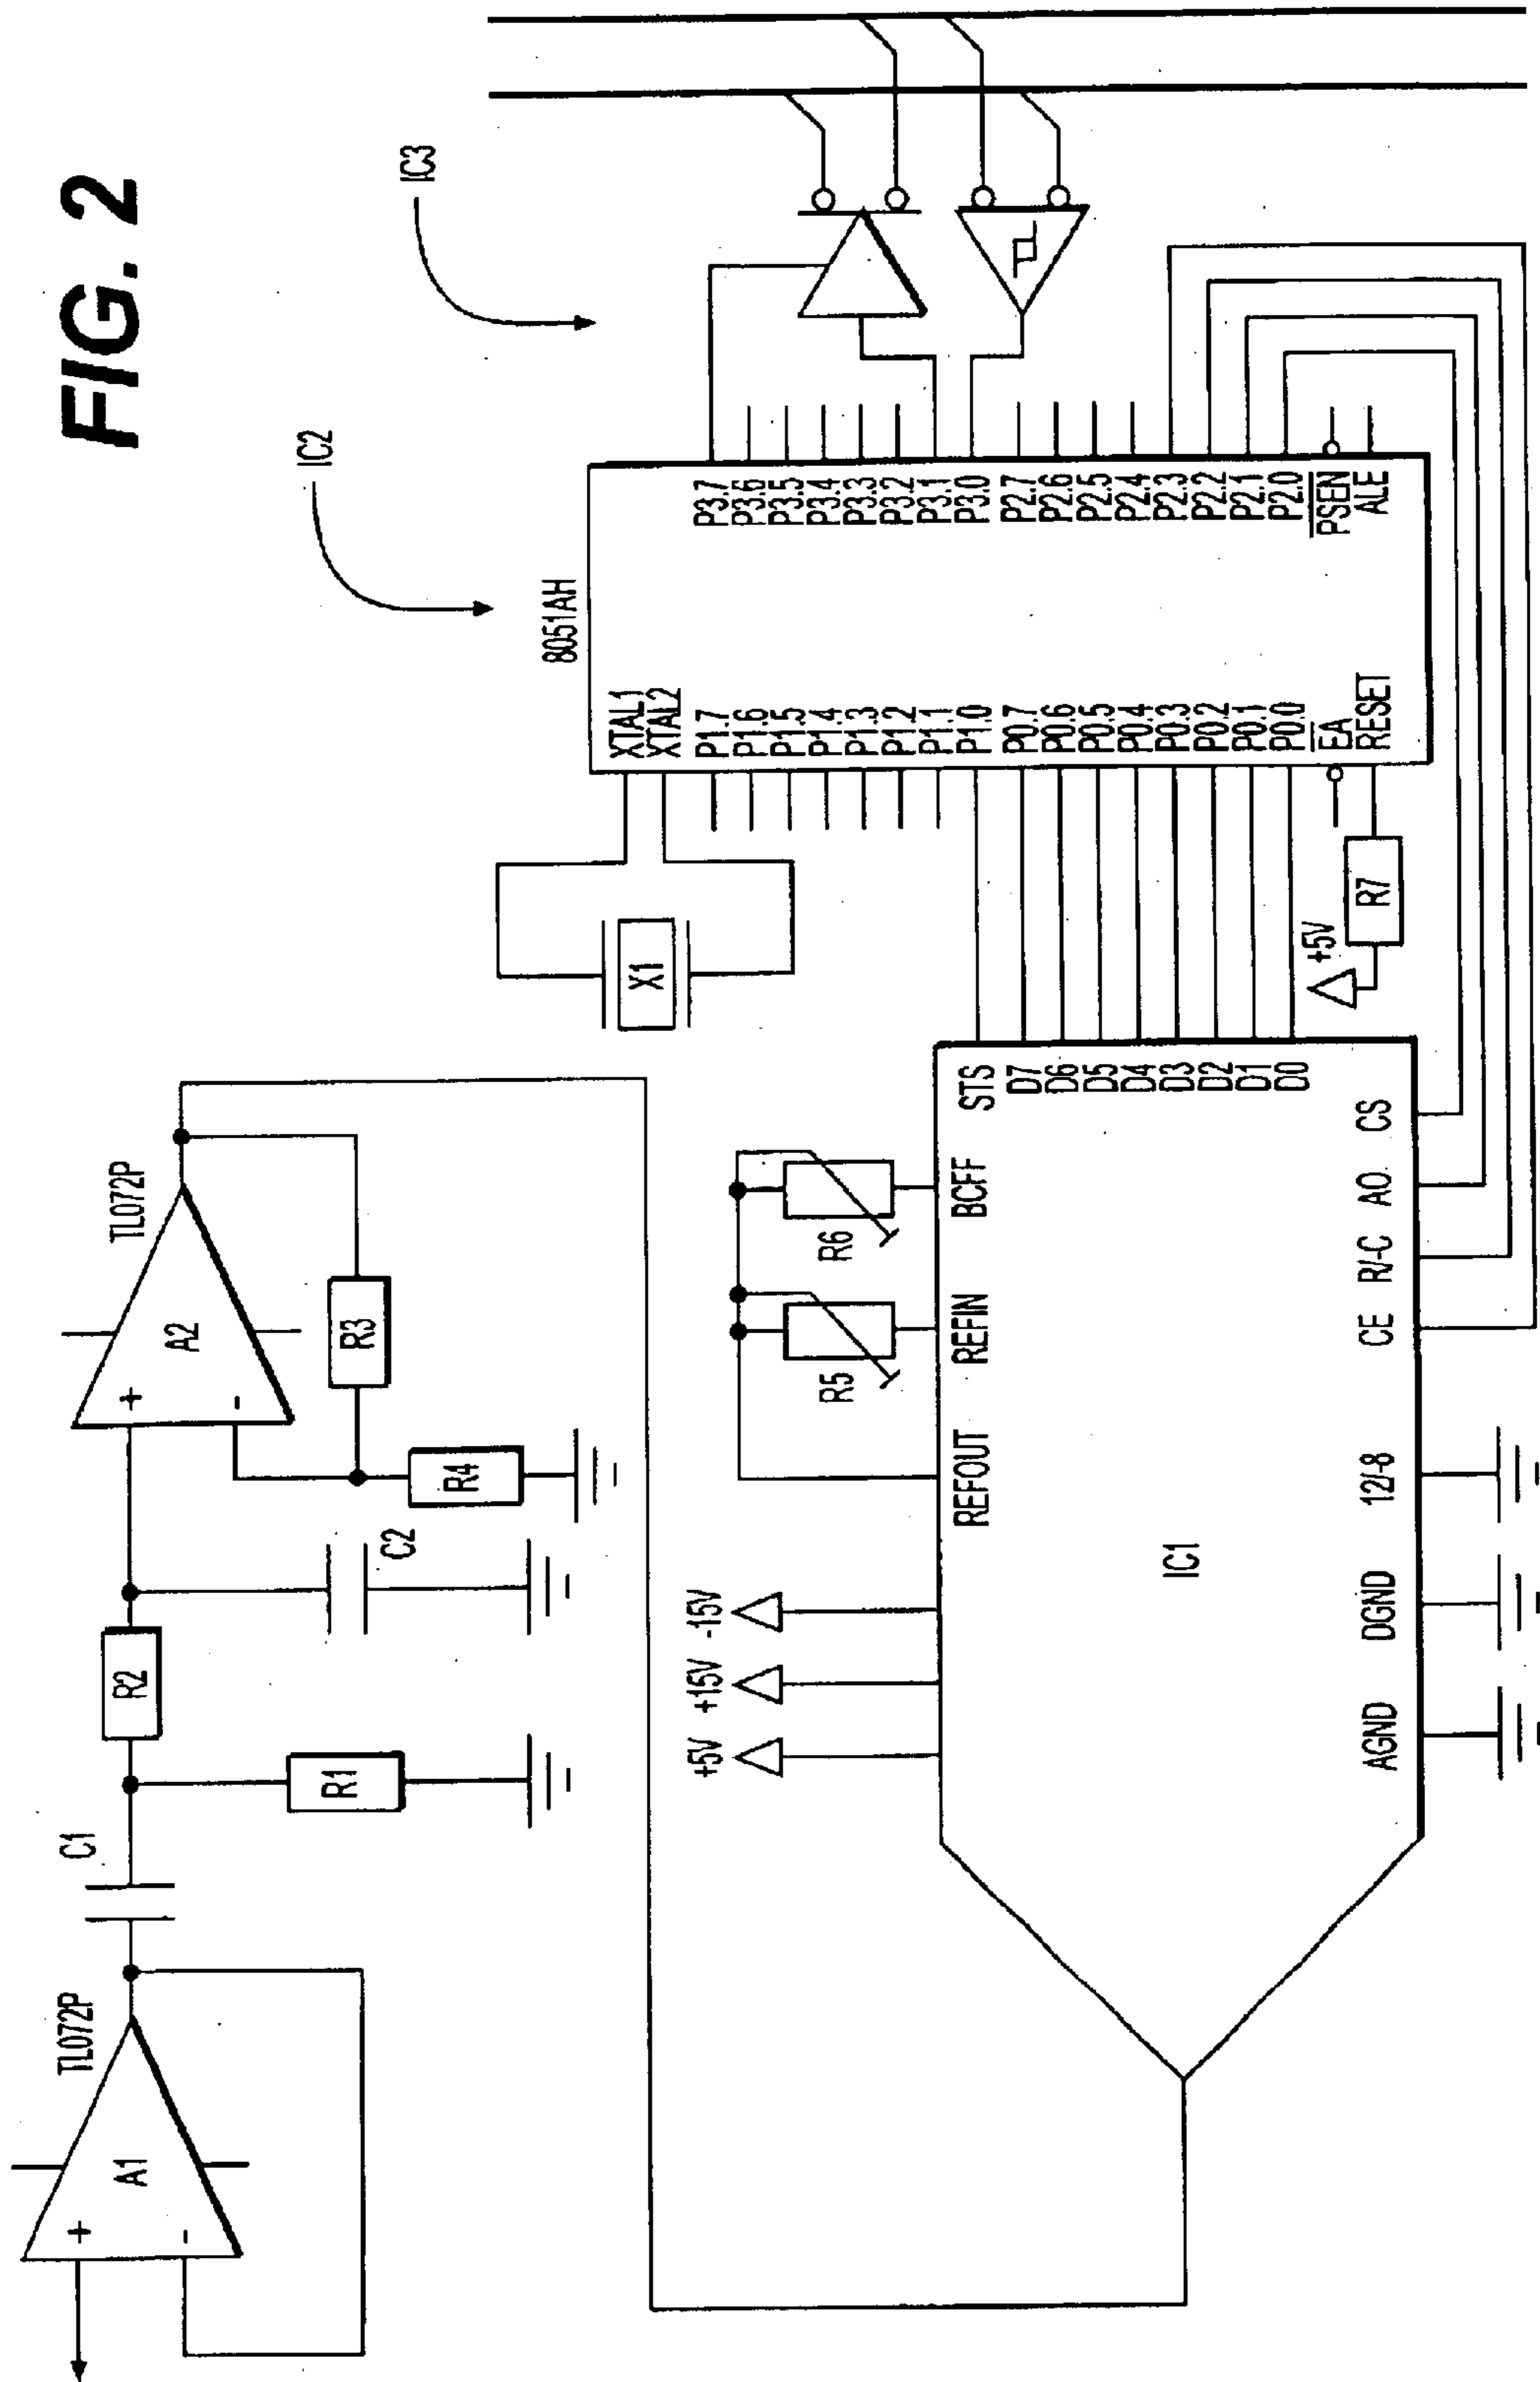 FIG. 2
TL072P
+
-
A1
C1
R1
R2
C2
TL072P
+
-
A2
R3
R4
IC2
IC3
X1
8051AH
XTAL1
XTAL2
P1.7
P1.6
P1.5
P1.4
P1.3
P1.2
P1.1
P1.0
P0.7
P0.6
P0.5
P0.4
P0.3
P0.2
P0.1
P0.0
EA
RESET
P3.7
P3.6
P3.5
P3.4
P3.3
P3.2
P3.1
P3.0
P2.7
P2.6
P2.5
P2.4
P2.3
P2.2
P2.1
P2.0
PSEN
ALE
+5V
R7
+5V
+15V
-15V
R5
R6
REFOUT
REFIN
BCFF
STS
D7
D6
D5
D4
D3
D2
D1
D0
IC1
AGND
DGND
12/-8
CE
R/-C
AO
CS